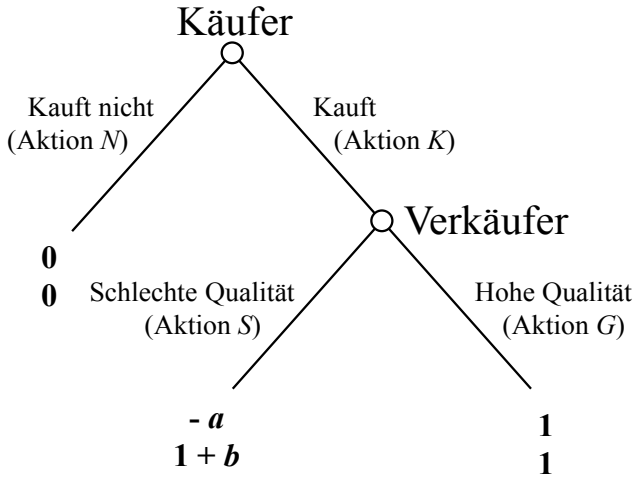 Käufer
Kauft nicht
(Aktion N)
Kauft
(Aktion K)
Verkäufer
0
0
Schlechte Qualität
(Aktion S)
Hohe Qualität
(Aktion G)
- a
1 + b
1
1